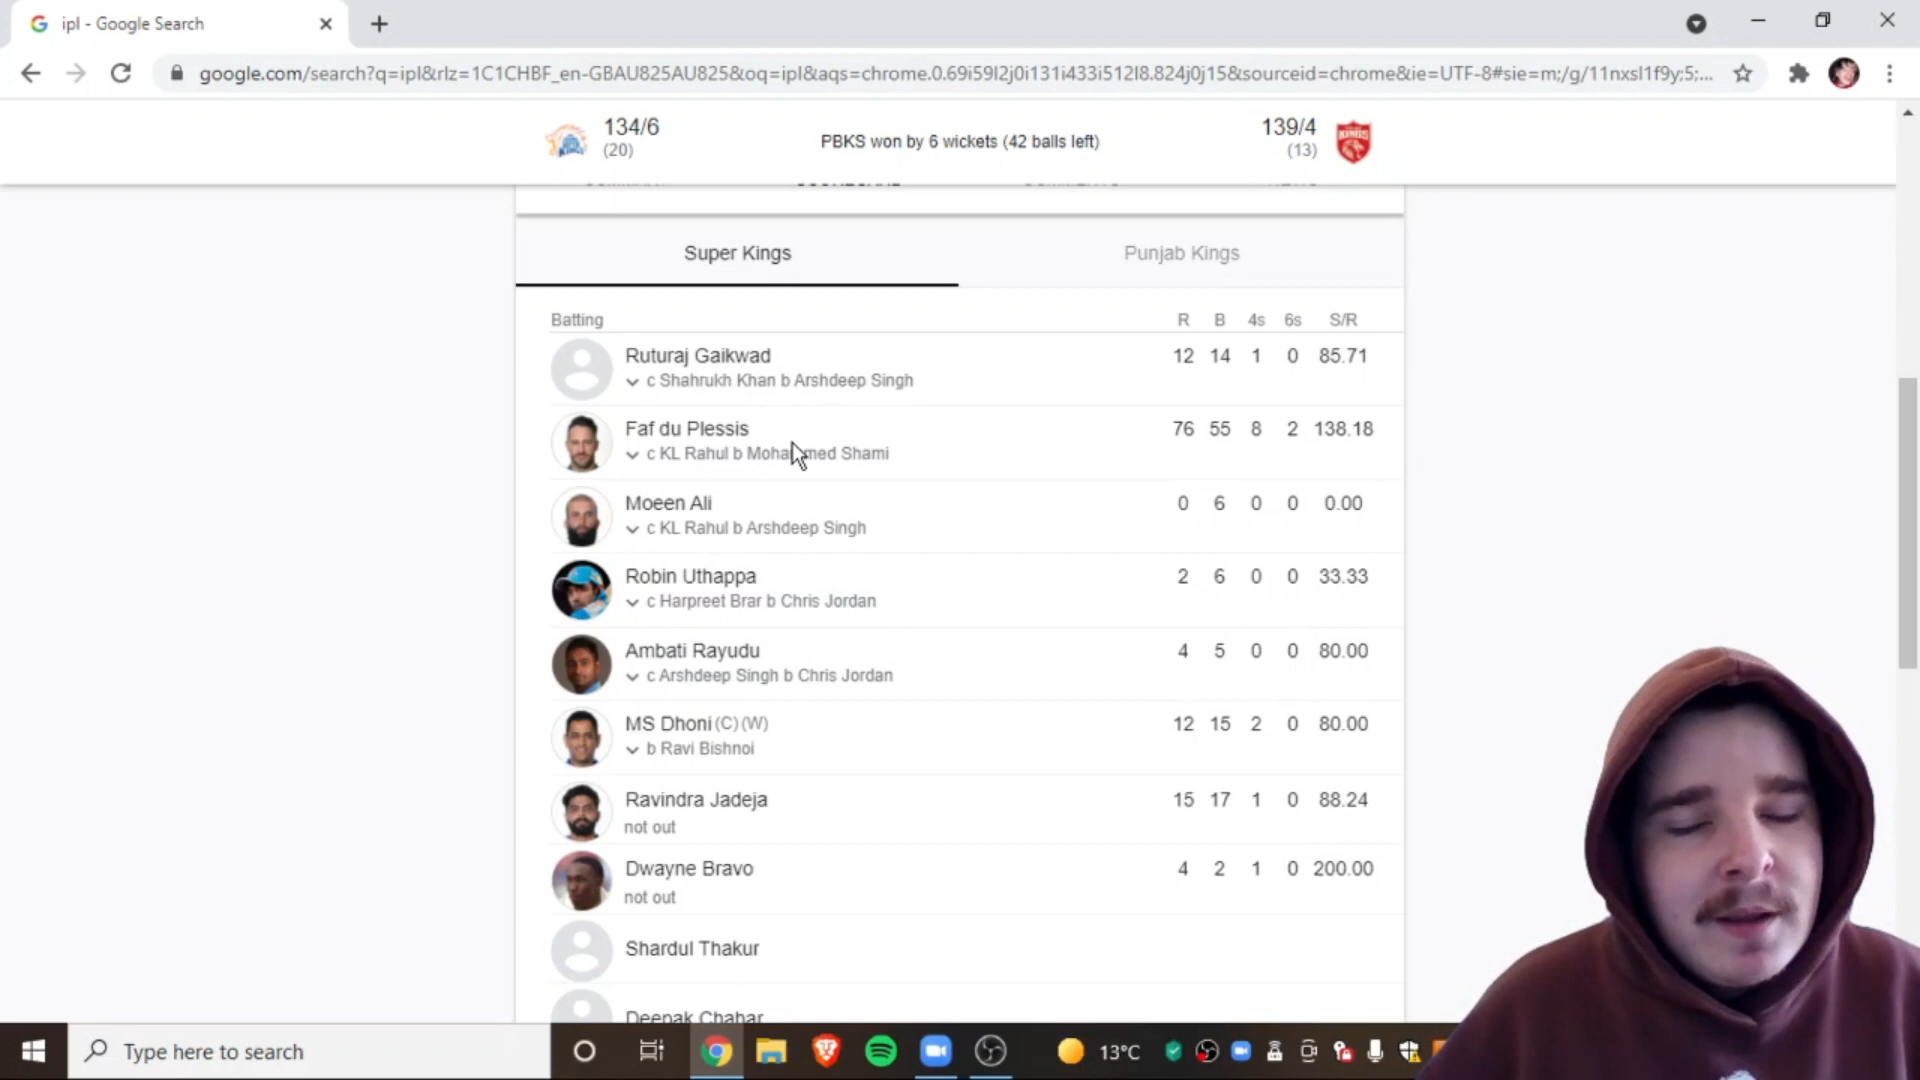 ipl - Google Search
google.com/search?q=ipl&rlz=1C1CHBF_en-GBAU825AU825&oq=ipl&aqs=chrome.0.69i59l2j0i131i433i512l8.824j0j15&sourceid=chrome&ie=UTF-8#sie=m;/g/11nxsl1f9y;5;...
134/6
(20)
PBKS won by 6 wickets (42 balls left)
139/4
(13)
KINGS
Super Kings Punjab Kings
Batting R B 4s 6s S/R
Ruturaj Gaikwad 12 14 1 0 85.71
c Shahrukh Khan b Arshdeep Singh
Faf du Plessis 76 55 8 2 138.18
c KL Rahul b Mohammed Shami
Moeen Ali 0 6 0 0 0.00
c KL Rahul b Arshdeep Singh
Robin Uthappa 2 6 0 0 33.33
c Harpreet Brar b Chris Jordan
Ambati Rayudu 4 5 0 0 80.00
c Arshdeep Singh b Chris Jordan
MS Dhoni (C) (W) 12 15 2 0 80.00
b Ravi Bishnoi
Ravindra Jadeja 15 17 1 0 88.24
not out
Dwayne Bravo 4 2 1 0 200.00
not out
Shardul Thakur
Deepak Chahar
Type here to search
13°C